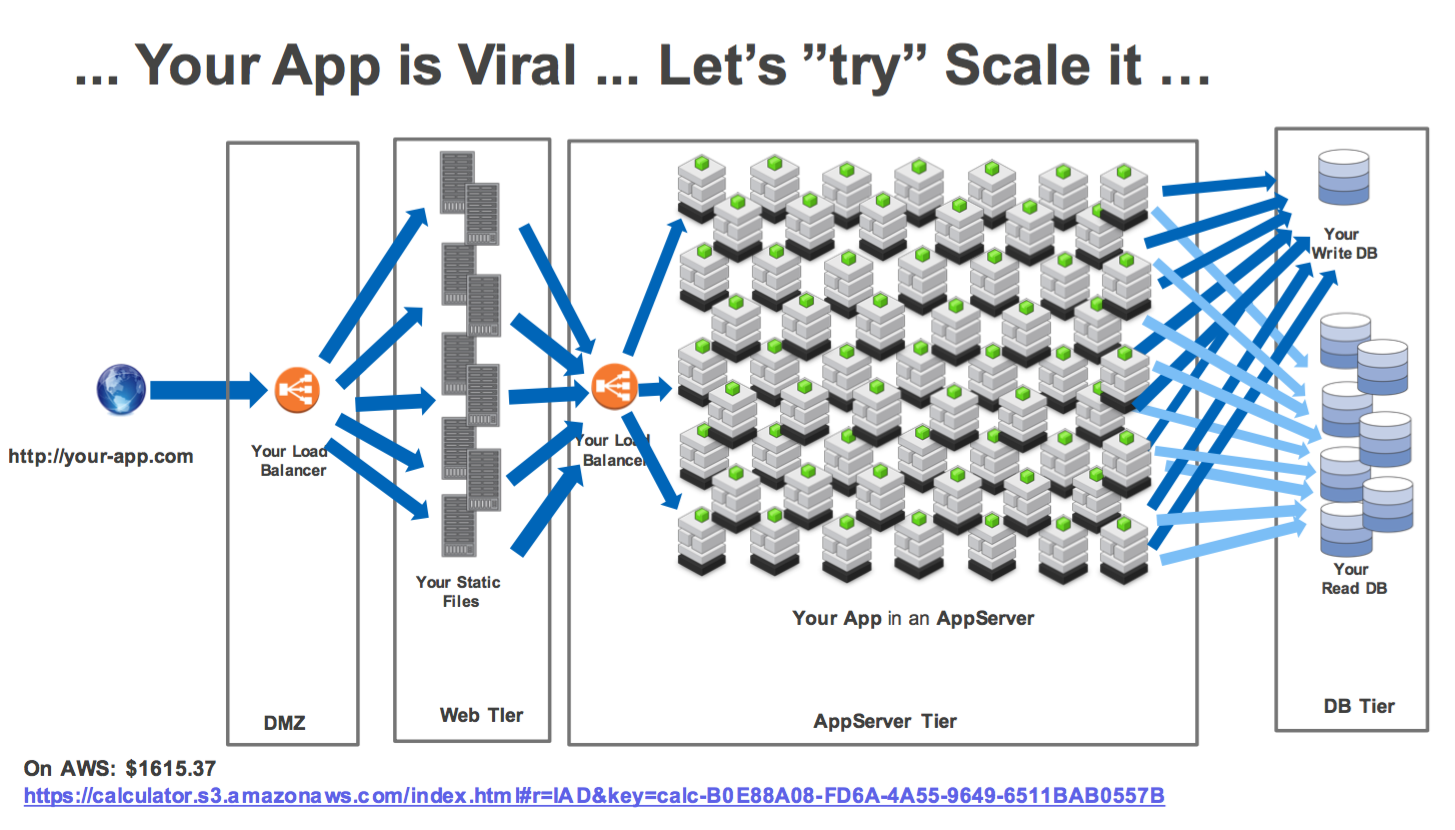 ... Your App is Viral ... Let’s ”try” Scale it …
http://your-app.com
Your Load
Balancer
DMZ
Your Static
Files
Web TIer
Your Load
Balancer
Your App in an AppServer
AppServer Tier
Your
Write DB
Your
Read DB
DB Tier
On AWS: $1615.37
https://calculator.s3.amazonaws.com/index.html#r=IAD&key=calc-B0E88A08-FD6A-4A55-9649-6511BAB0557B